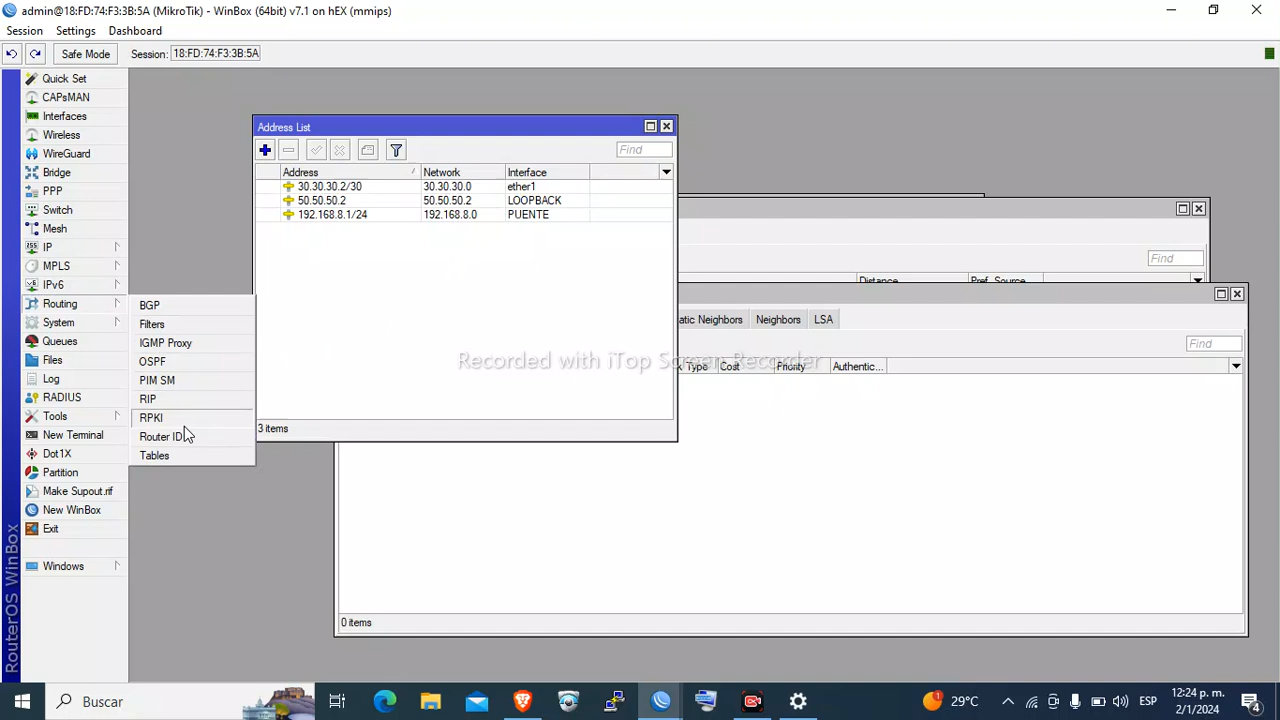 admin@18:FD:74:F3:3B:5A (MikroTik) - WinBox (64bit) v7.1 on hEX (mmips)
Session Settings Dashboard
Safe Mode Session: 18:FD:74:F3:3B:5A
Quick Set
CAPsMAN
Interfaces
Wireless
WireGuard
Bridge
PPP
Switch
Mesh
IP
MPLS
IPv6
Routing
System
Queues
Files
Log
RADIUS
Tools
New Terminal
Dot1X
Partition
Make Supout.rif
New WinBox
Exit
Windows
RouterOS WinBox
BGP
Filters
IGMP Proxy
OSPF
PIM SM
RIP
RPKI
Router ID
Tables
Address List
Find
Address Network Interface
30.30.30.2/30 30.30.30.0 ether1
50.50.50.2 50.50.50.2 LOOPBACK
192.168.8.1/24 192.168.8.0 PUENTE
3 items
Find
Distance Pref. Source
Neighbors Neighbors LSA
Find
Type Cost Priority Authentic...
0 items
Recorded with iTop Screen Recorder
Buscar
29°C
ESP
12:24 p. m.
2/1/2024
1
4